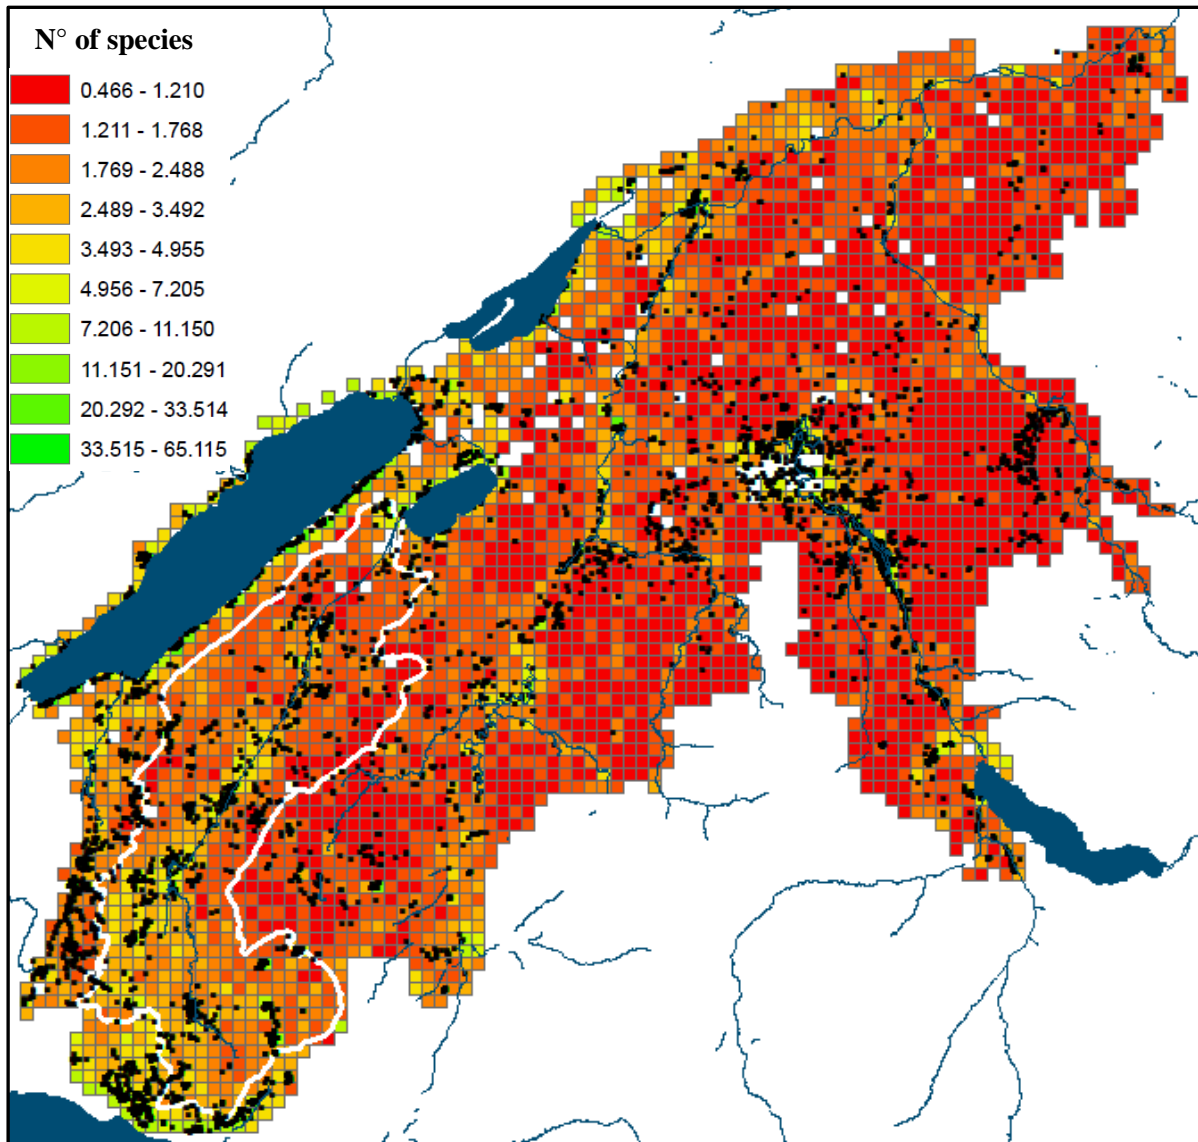 N° of species
0.466 - 1.210
1.211 - 1.768
1.769 - 2.488
2.489 - 3.492
3.493 - 4.955
4.956 - 7.205
7.206 - 11.150
11.151 - 20.291
20.292 - 33.514
33.515 - 65.115